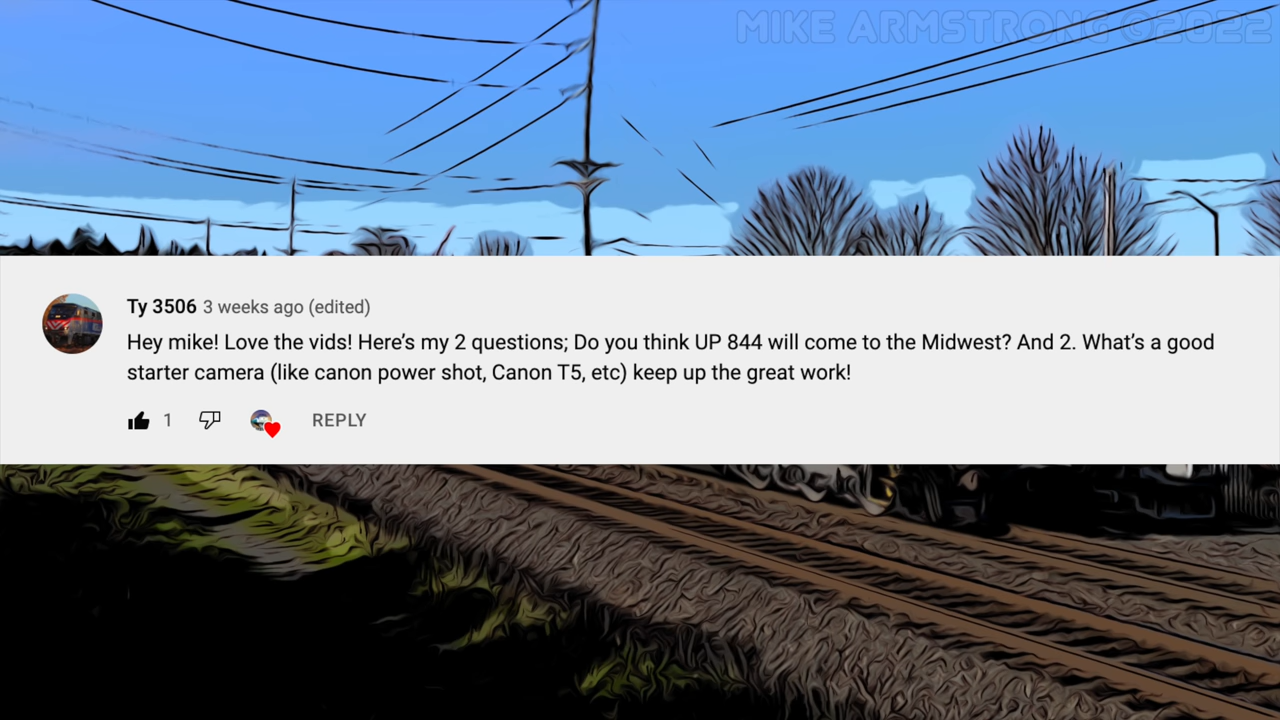 MIKE ARMSTRONG ©2022
Ty 3506 3 weeks ago (edited)
Hey mike! Love the vids! Here’s my 2 questions; Do you think UP 844 will come to the Midwest? And 2. What’s a good
starter camera (like canon power shot, Canon T5, etc) keep up the great work!
1 REPLY